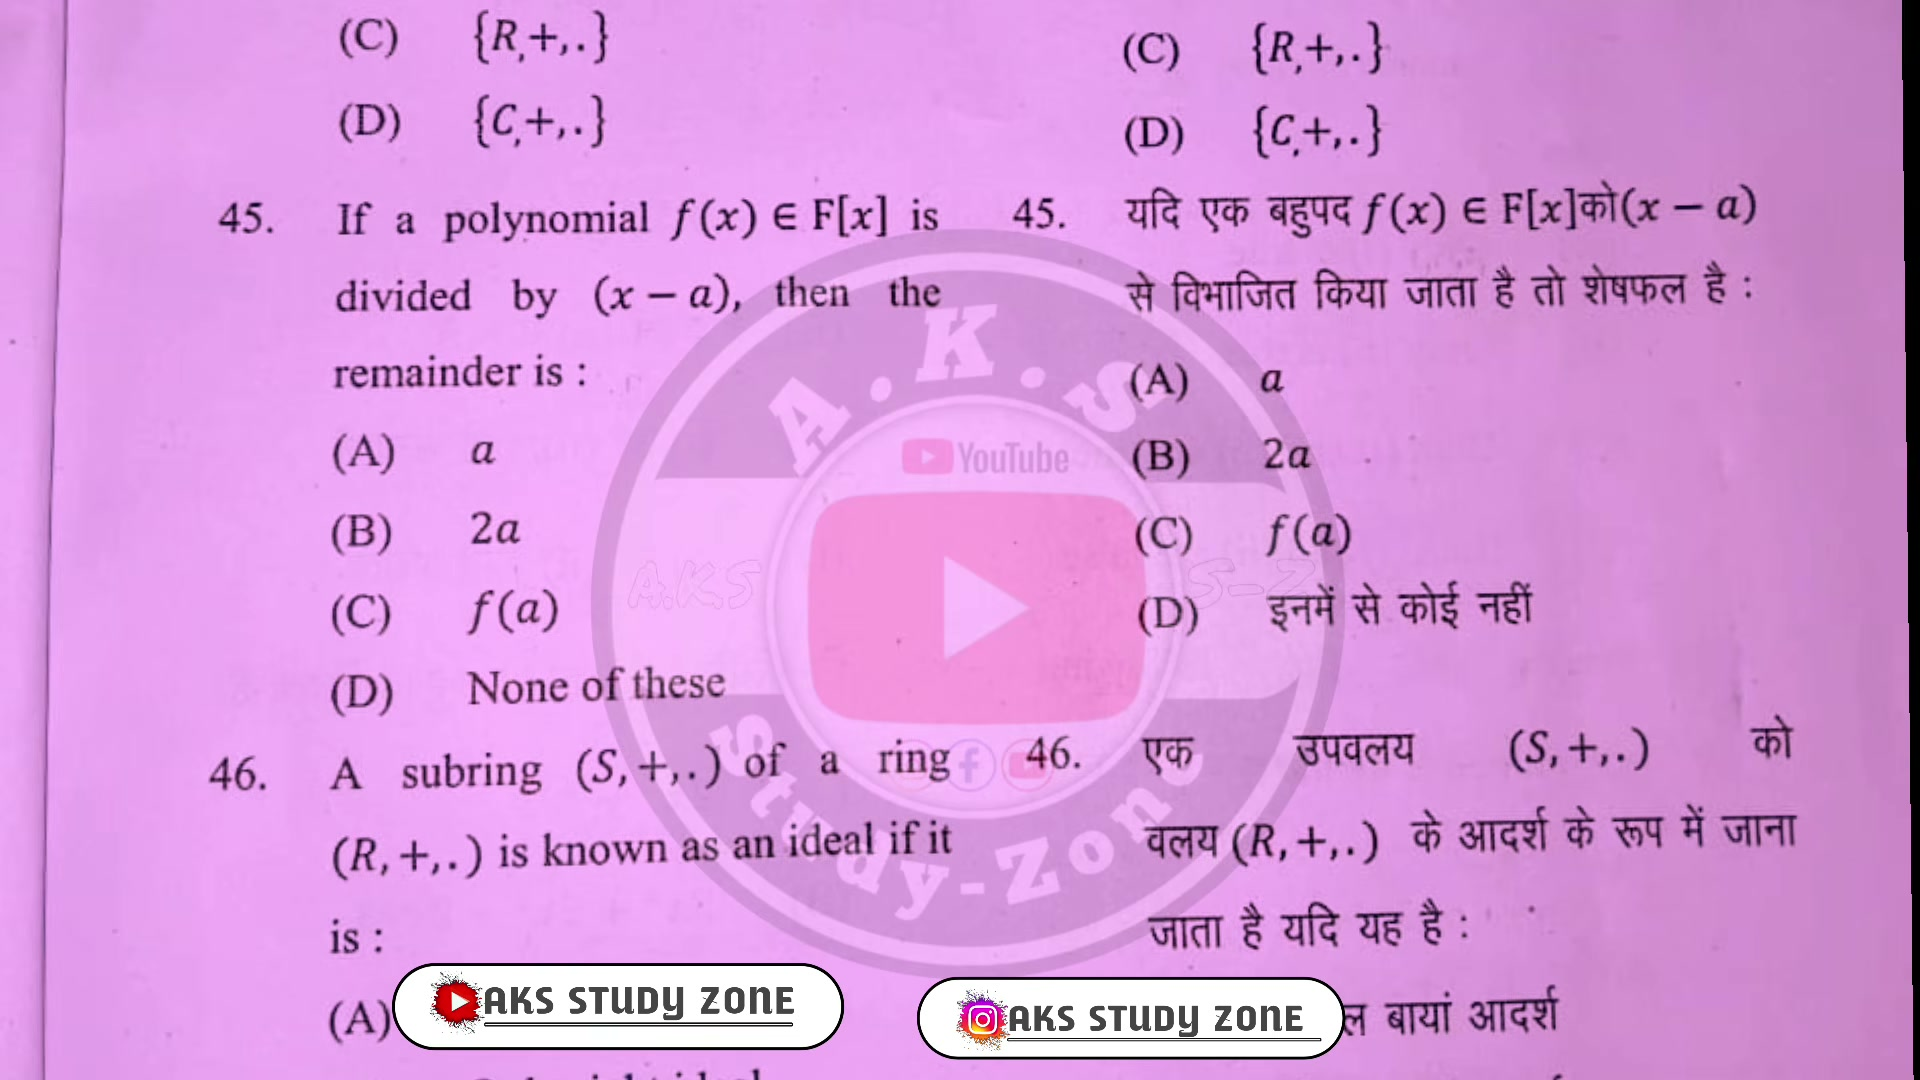 (C) {R,+,.}
(D) {C,+,.}
45. If a polynomial f(x) ∈ F[x] is
divided by (x − a), then the
remainder is :
(A) a
(B) 2a
(C) f(a)
(D) None of these
46. A subring (S,+,.) of a ring
(R,+,.) is known as an ideal if it
is :
(A)
(C) {R,+,.}
(D) {C,+,.}
45. यदि एक बहुपद f(x) ∈ F[x]को(x − a)
से विभाजित किया जाता है तो शेषफल है :
(A) a
(B) 2a
(C) f(a)
(D) इनमें से कोई नहीं
46. एक उपवलय (S,+,.) को
वलय (R,+,.) के आदर्श के रूप में जाना
जाता है यदि यह है :
बायां आदर्श
A.K.S
YouTube
A.K.S
S-Z
Study-Zone
AKS STUDY ZONE
AKS STUDY ZONE